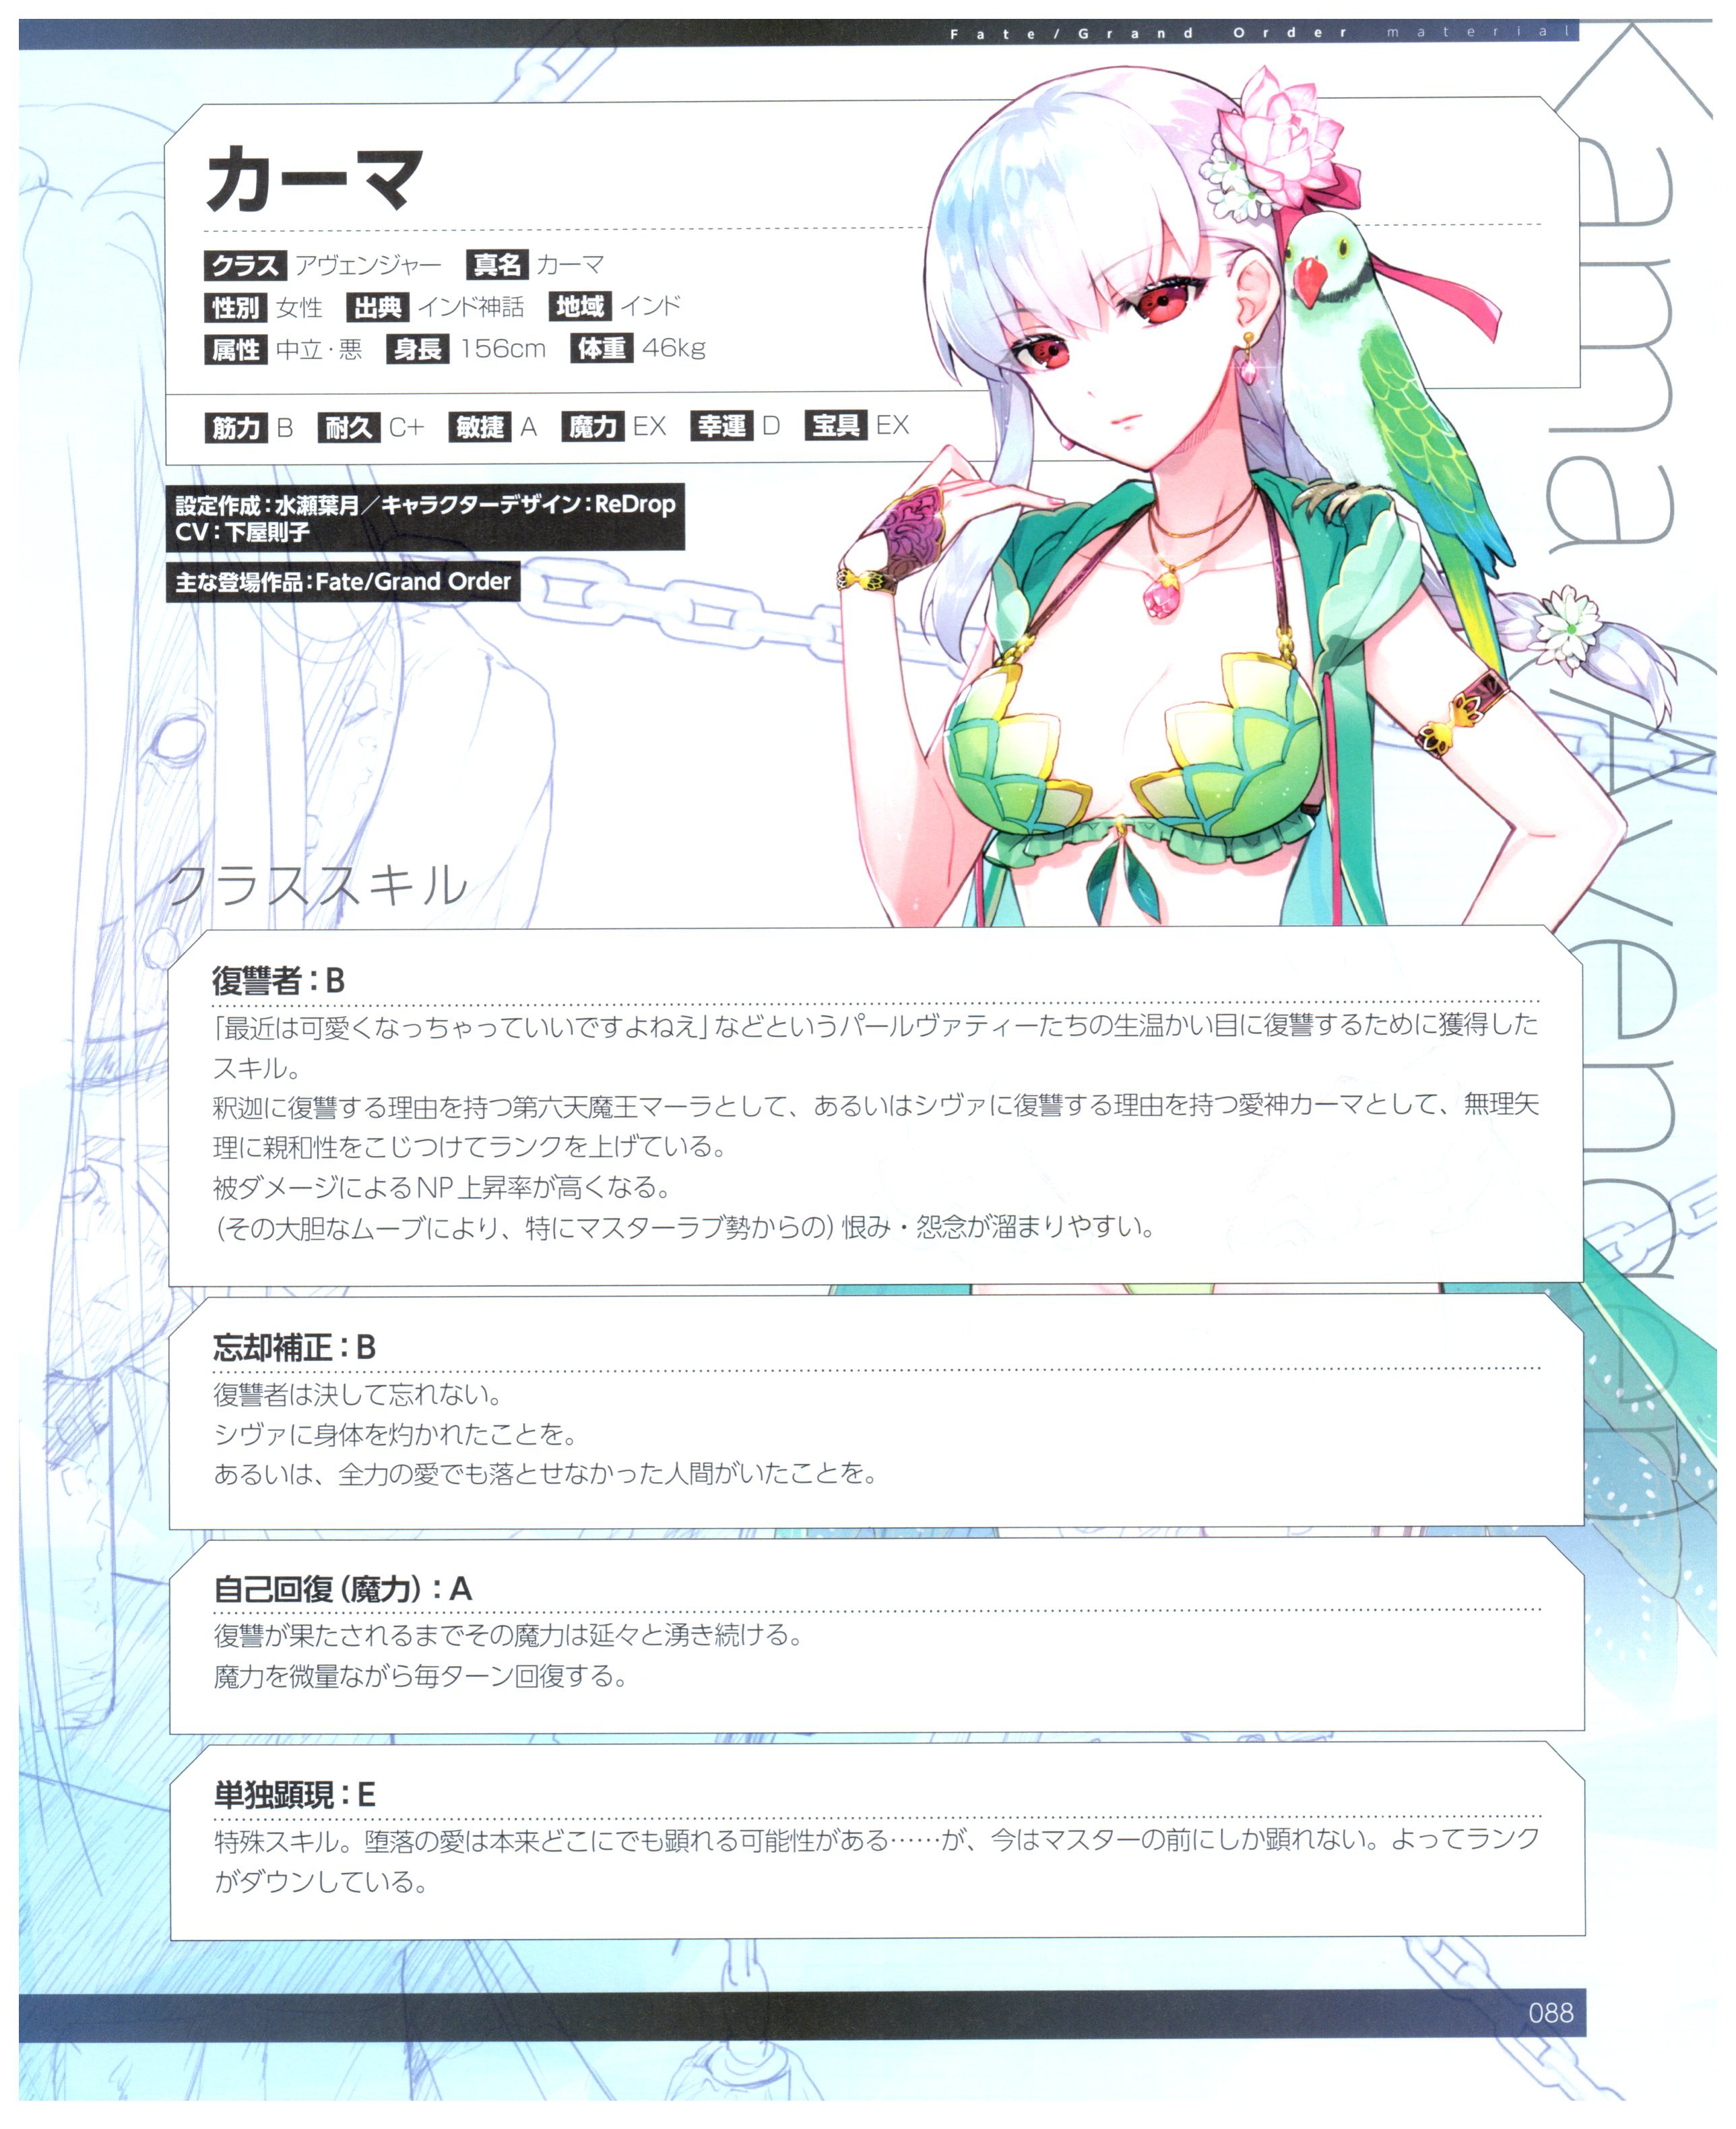 Fate/Grand Order material
カーマ
クラス アヴェンジャー 真名 カーマ
性別 女性 出典 インド神話 地域 インド
属性 中立・悪 身長 156cm 体重 46kg
筋力 B 耐久 C+ 敏捷 A 魔力 EX 幸運 D 宝具 EX
設定作成:水瀬葉月/キャラクターデザイン:ReDrop
CV:下屋則子
主な登場作品:Fate/Grand Order
Kama (Avenger)
クラススキル
復讐者:B
「最近は可愛くなっちゃっていいですよねえ」などというパールヴァティーたちの生温かい目に復讐するために獲得した
スキル。
釈迦に復讐する理由を持つ第六天魔王マーラとして、あるいはシヴァに復讐する理由を持つ愛神カーマとして、無理矢
理に親和性をこじつけてランクを上げている。
被ダメージによるNP上昇率が高くなる。
(その大胆なムーブにより、特にマスターラブ勢からの)恨み・怨念が溜まりやすい。
忘却補正:B
復讐者は決して忘れない。
シヴァに身体を灼かれたことを。
あるいは、全力の愛でも落とせなかった人間がいたことを。
自己回復(魔力):A
復讐が果たされるまでその魔力は延々と湧き続ける。
魔力を微量ながら毎ターン回復する。
単独顕現:E
特殊スキル。堕落の愛は本来どこにでも顕れる可能性がある……が、今はマスターの前にしか顕れない。よってランク
がダウンしている。
088